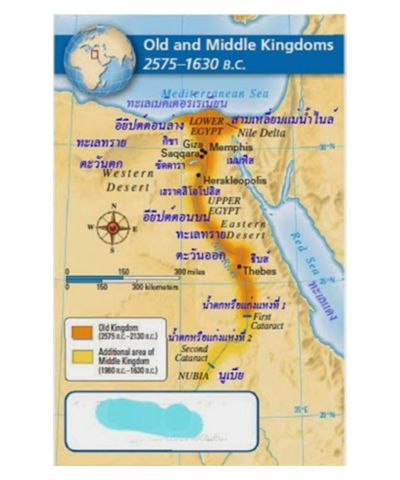 Old and Middle Kingdoms
2575–1630 B.C.
Mediterranean Sea
ทะเลเมดิเตอร์เรเนียน
อียิปต์ตอนล่าง
LOWER
EGYPT
สามเหลี่ยมแม่น้ำไนล์
Nile Delta
ทะเลทราย
ตะวันตก
Western
Desert
กิซา
Giza
Memphis
Saqqara
เมมฟิส
ซัคคารา
Herakleopolis
เฮราคลีโอโปลิส
UPPER
EGYPT
อียิปต์ตอนบน
Eastern
Desert
ทะเลทราย
ตะวันออก
ธีบส์
Thebes
Red Sea
ทะเลแดง
0 150 300 miles
0 150 300 kilometers
น้ำตกหรือแก่งแห่งที่ 1
First
Cataract
น้ำตกหรือแก่งแห่งที่ 2
Second
Cataract
NUBIA
นูเบีย
Old Kingdom
(2575 B.C.–2130 B.C.)
Additional area of
Middle Kingdom
(1980 B.C.–1630 B.C.)